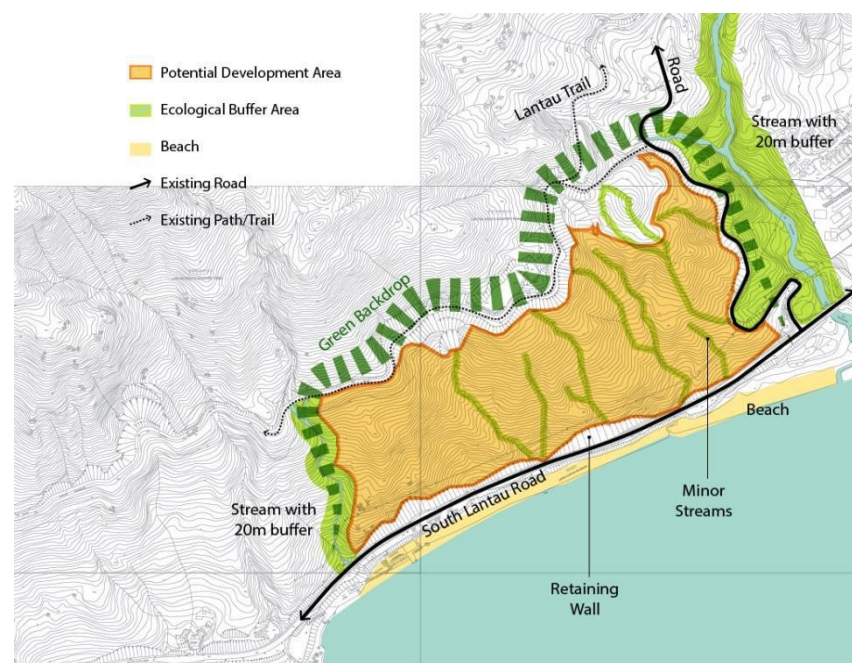 Potential Development Area
Ecological Buffer Area
Beach
Existing Road
Existing Path/Trail
Lantau Trail
Road
Stream with
20m buffer
Green Backdrop
Stream with
20m buffer
South Lantau Road
Beach
Minor
Streams
Retaining
Wall